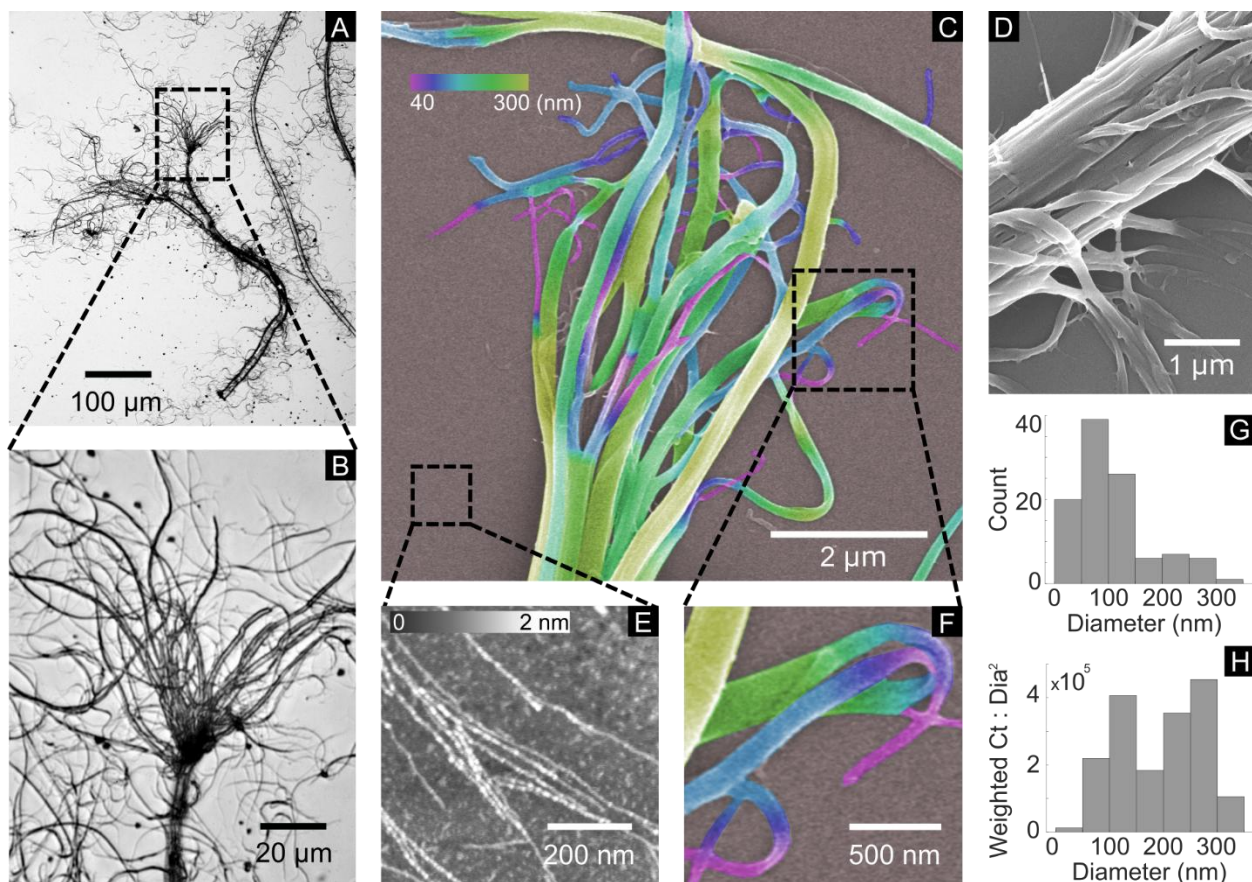 A
100 µm
B
20 µm
C
40 300 (nm)
2 µm
D
1 µm
0 2 nm
E
200 nm
F
500 nm
G
Count
40
20
0
0 100 200 300
Diameter (nm)
H
Weighted Ct : Dia²
x10⁵
4
2
0
0 100 200 300
Diameter (nm)